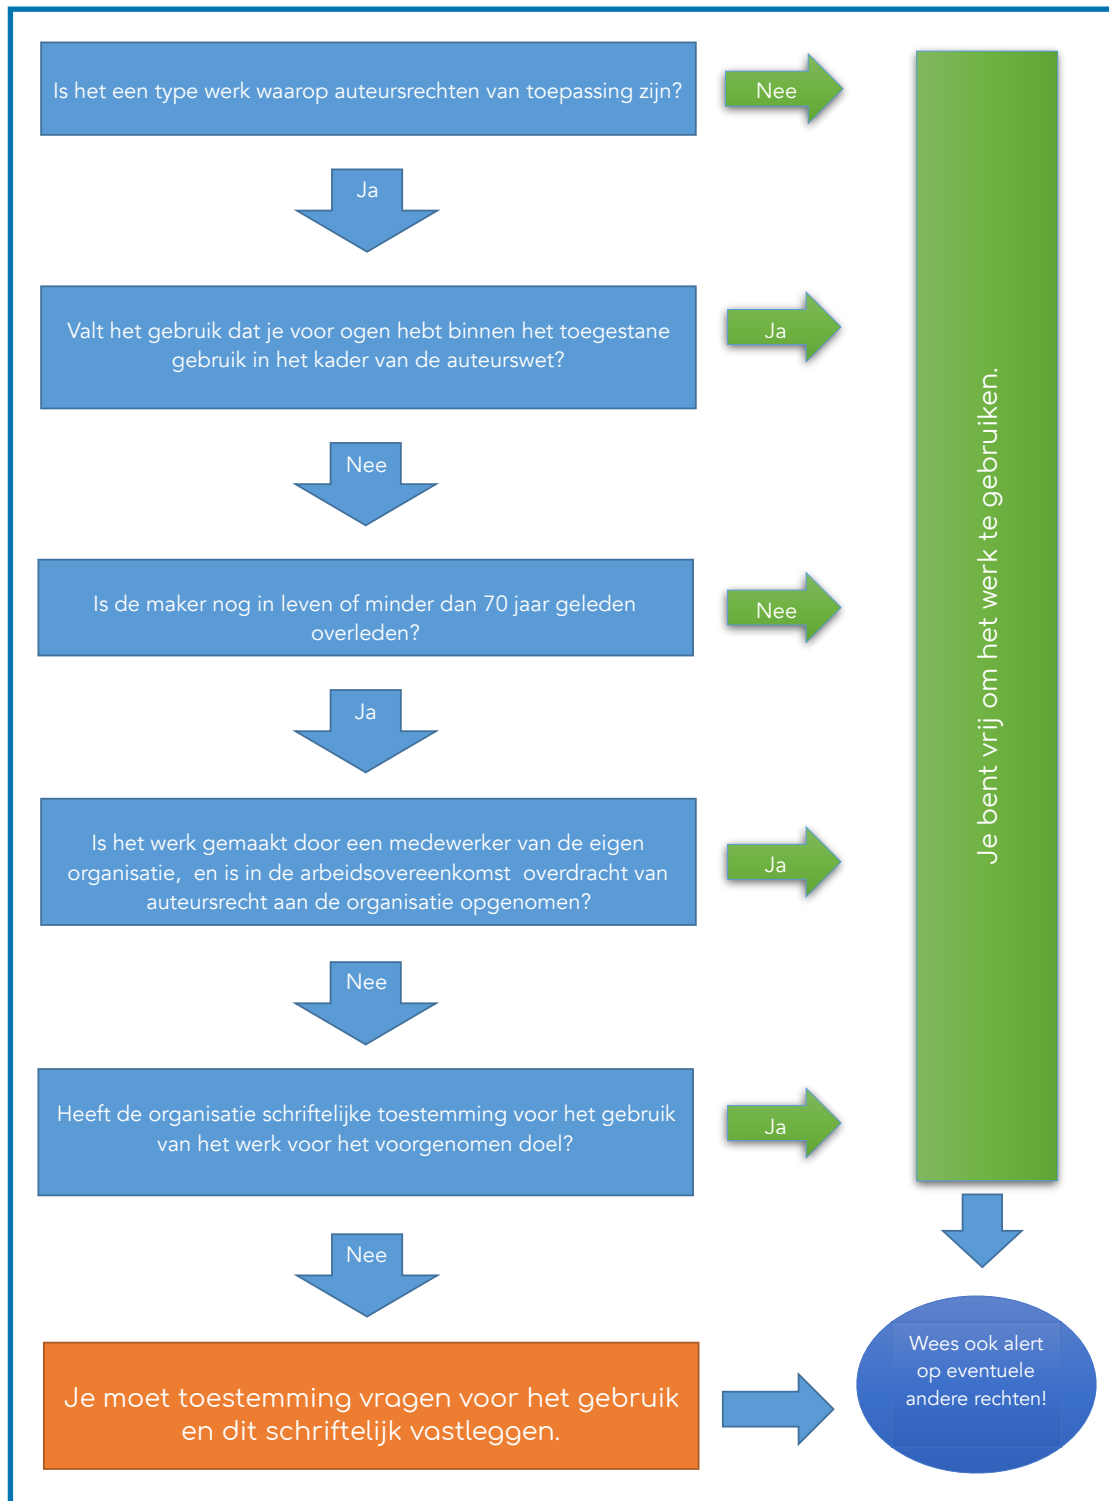 Is het een type werk waarop auteursrechten van toepassing zijn?
Nee
Ja
Valt het gebruik dat je voor ogen hebt binnen het toegestane
gebruik in het kader van de auteurswet?
Ja
Nee
Is de maker nog in leven of minder dan 70 jaar geleden
overleden?
Nee
Ja
Is het werk gemaakt door een medewerker van de eigen
organisatie, en is in de arbeidsovereenkomst overdracht van
auteursrecht aan de organisatie opgenomen?
Ja
Nee
Heeft de organisatie schriftelijke toestemming voor het gebruik
van het werk voor het voorgenomen doel?
Ja
Nee
Je moet toestemming vragen voor het gebruik
en dit schriftelijk vastleggen.
Je bent vrij om het werk te gebruiken.
Wees ook alert
op eventuele
andere rechten!